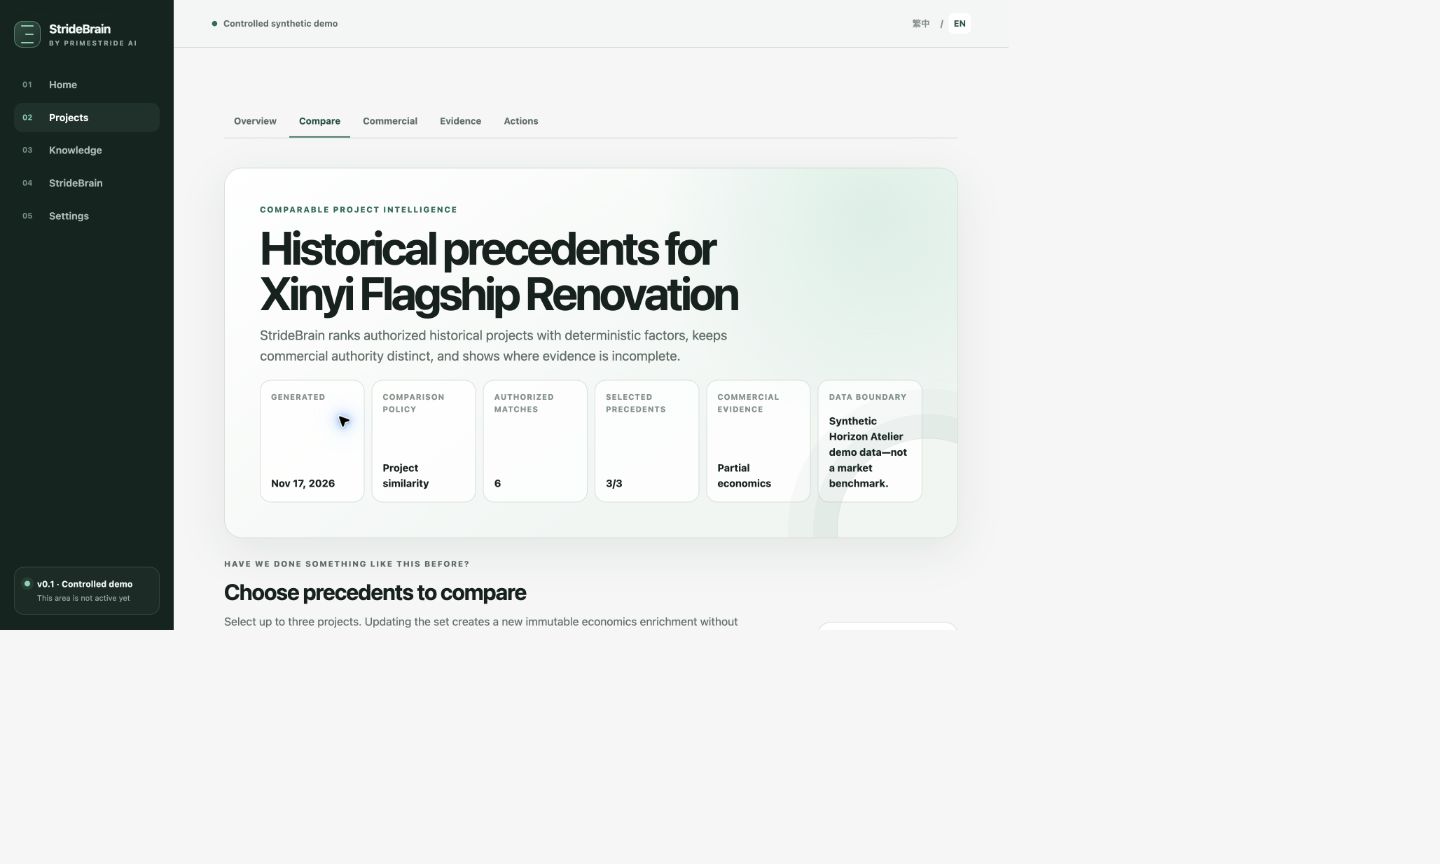 StrideBrain
BY PRIMESTRIDE AI
01 Home
02 Projects
03 Knowledge
04 StrideBrain
05 Settings
v0.1 · Controlled demo
This area is not active yet
Controlled synthetic demo
繁中 / EN
Overview Compare Commercial Evidence Actions
COMPARABLE PROJECT INTELLIGENCE
Historical precedents for
Xinyi Flagship Renovation
StrideBrain ranks authorized historical projects with deterministic factors, keeps
commercial authority distinct, and shows where evidence is incomplete.
GENERATED
Nov 17, 2026
COMPARISON
POLICY
Project
similarity
AUTHORIZED
MATCHES
6
SELECTED
PRECEDENTS
3/3
COMMERCIAL
EVIDENCE
Partial
economics
DATA BOUNDARY
Synthetic
Horizon Atelier
demo data—not
a market
benchmark.
HAVE WE DONE SOMETHING LIKE THIS BEFORE?
Choose precedents to compare
Select up to three projects. Updating the set creates a new immutable economics enrichment without